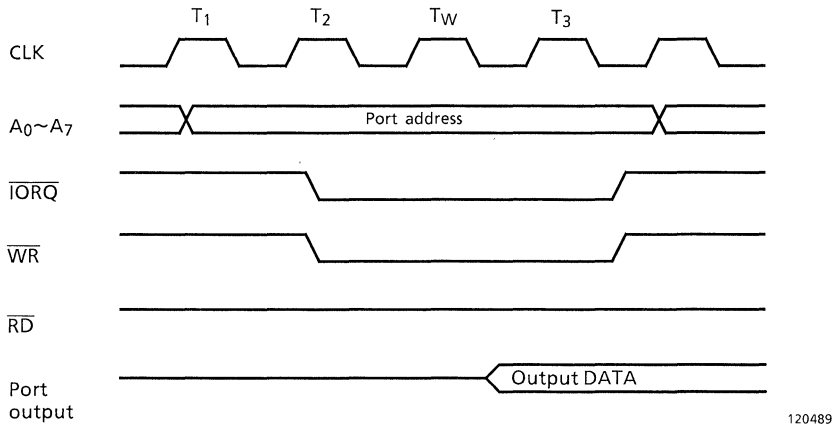 T1 T2 TW T3
CLK
A0~A7 Port address
IORQ
WR
RD
Output DATA
Port
output
120489